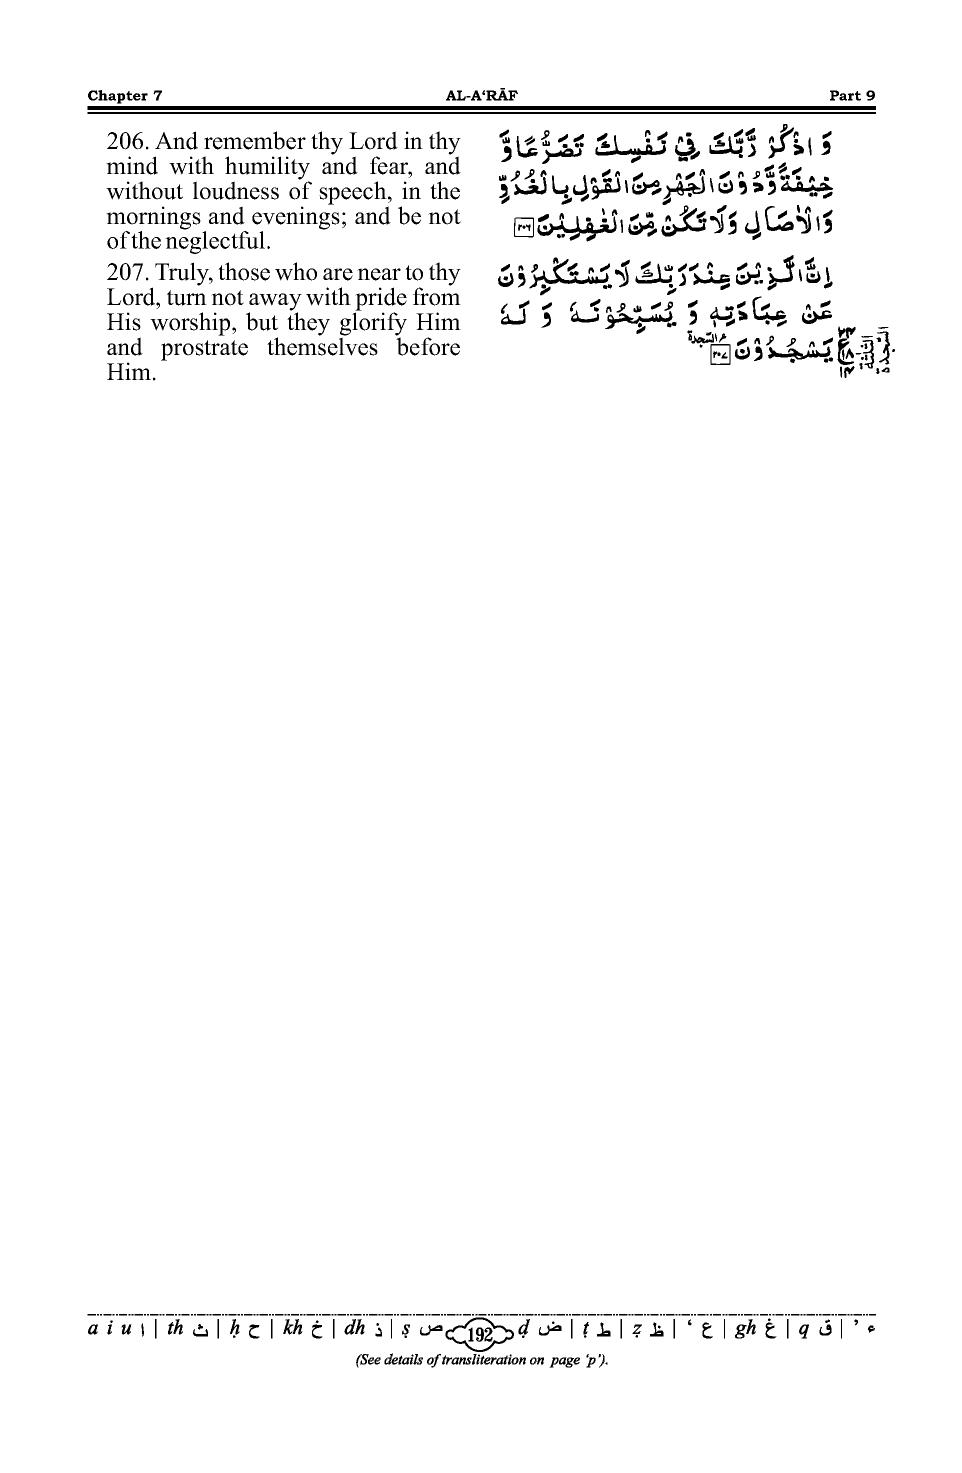 Chapter 7 AL-A‘RĀF Part 9
206. And remember thy Lord in thy
mind with humility and fear, and
without loudness of speech, in the
mornings and evenings; and be not
of the neglectful.
207. Truly, those who are near to thy
Lord, turn not away with pride from
His worship, but they glorify Him
and prostrate themselves before
Him.
وَ اذْكُرْ رَّبَّكَ فِيْ نَفْسِكَ تَضَرُّعًا وَّ
خِيْفَةً وَّ دُوْنَ الْجَهْرِ مِنَ الْقَوْلِ بِالْغُدُوِّ
وَ الْاٰصَالِ وَ لَا تَكُنْ مِّنَ الْغٰفِلِيْنَ ٢٠٦
اِنَّ الَّذِيْنَ عِنْدَ رَبِّكَ لَا يَسْتَكْبِرُوْنَ
عَنْ عِبَادَتِهٖ وَ يُسَبِّحُوْنَهٗ وَ لَهٗ
يَسْجُدُوْنَ ٢٠٧ السجدة
a i u ا | th ث | ḥ ح | kh خ | dh ذ | ṣ ص 192 ḍ ض | ṭ ط | ẓ ظ | ‘ ع | gh غ | q ق | ’ ء
(See details of transliteration on page ‘p’).